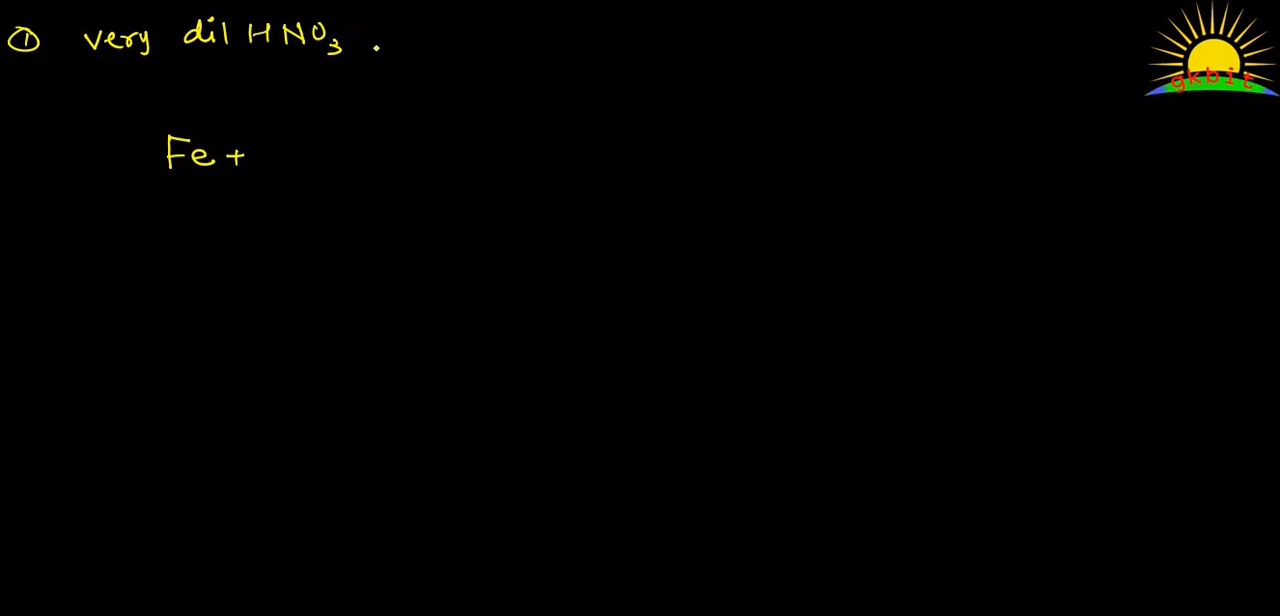 ① very dil HNO₃ .
gkbit
Fe +